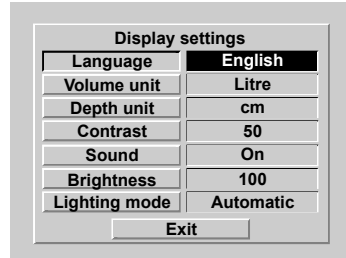 Display settings
Language English
Volume unit Litre
Depth unit cm
Contrast 50
Sound On
Brightness 100
Lighting mode Automatic
Exit